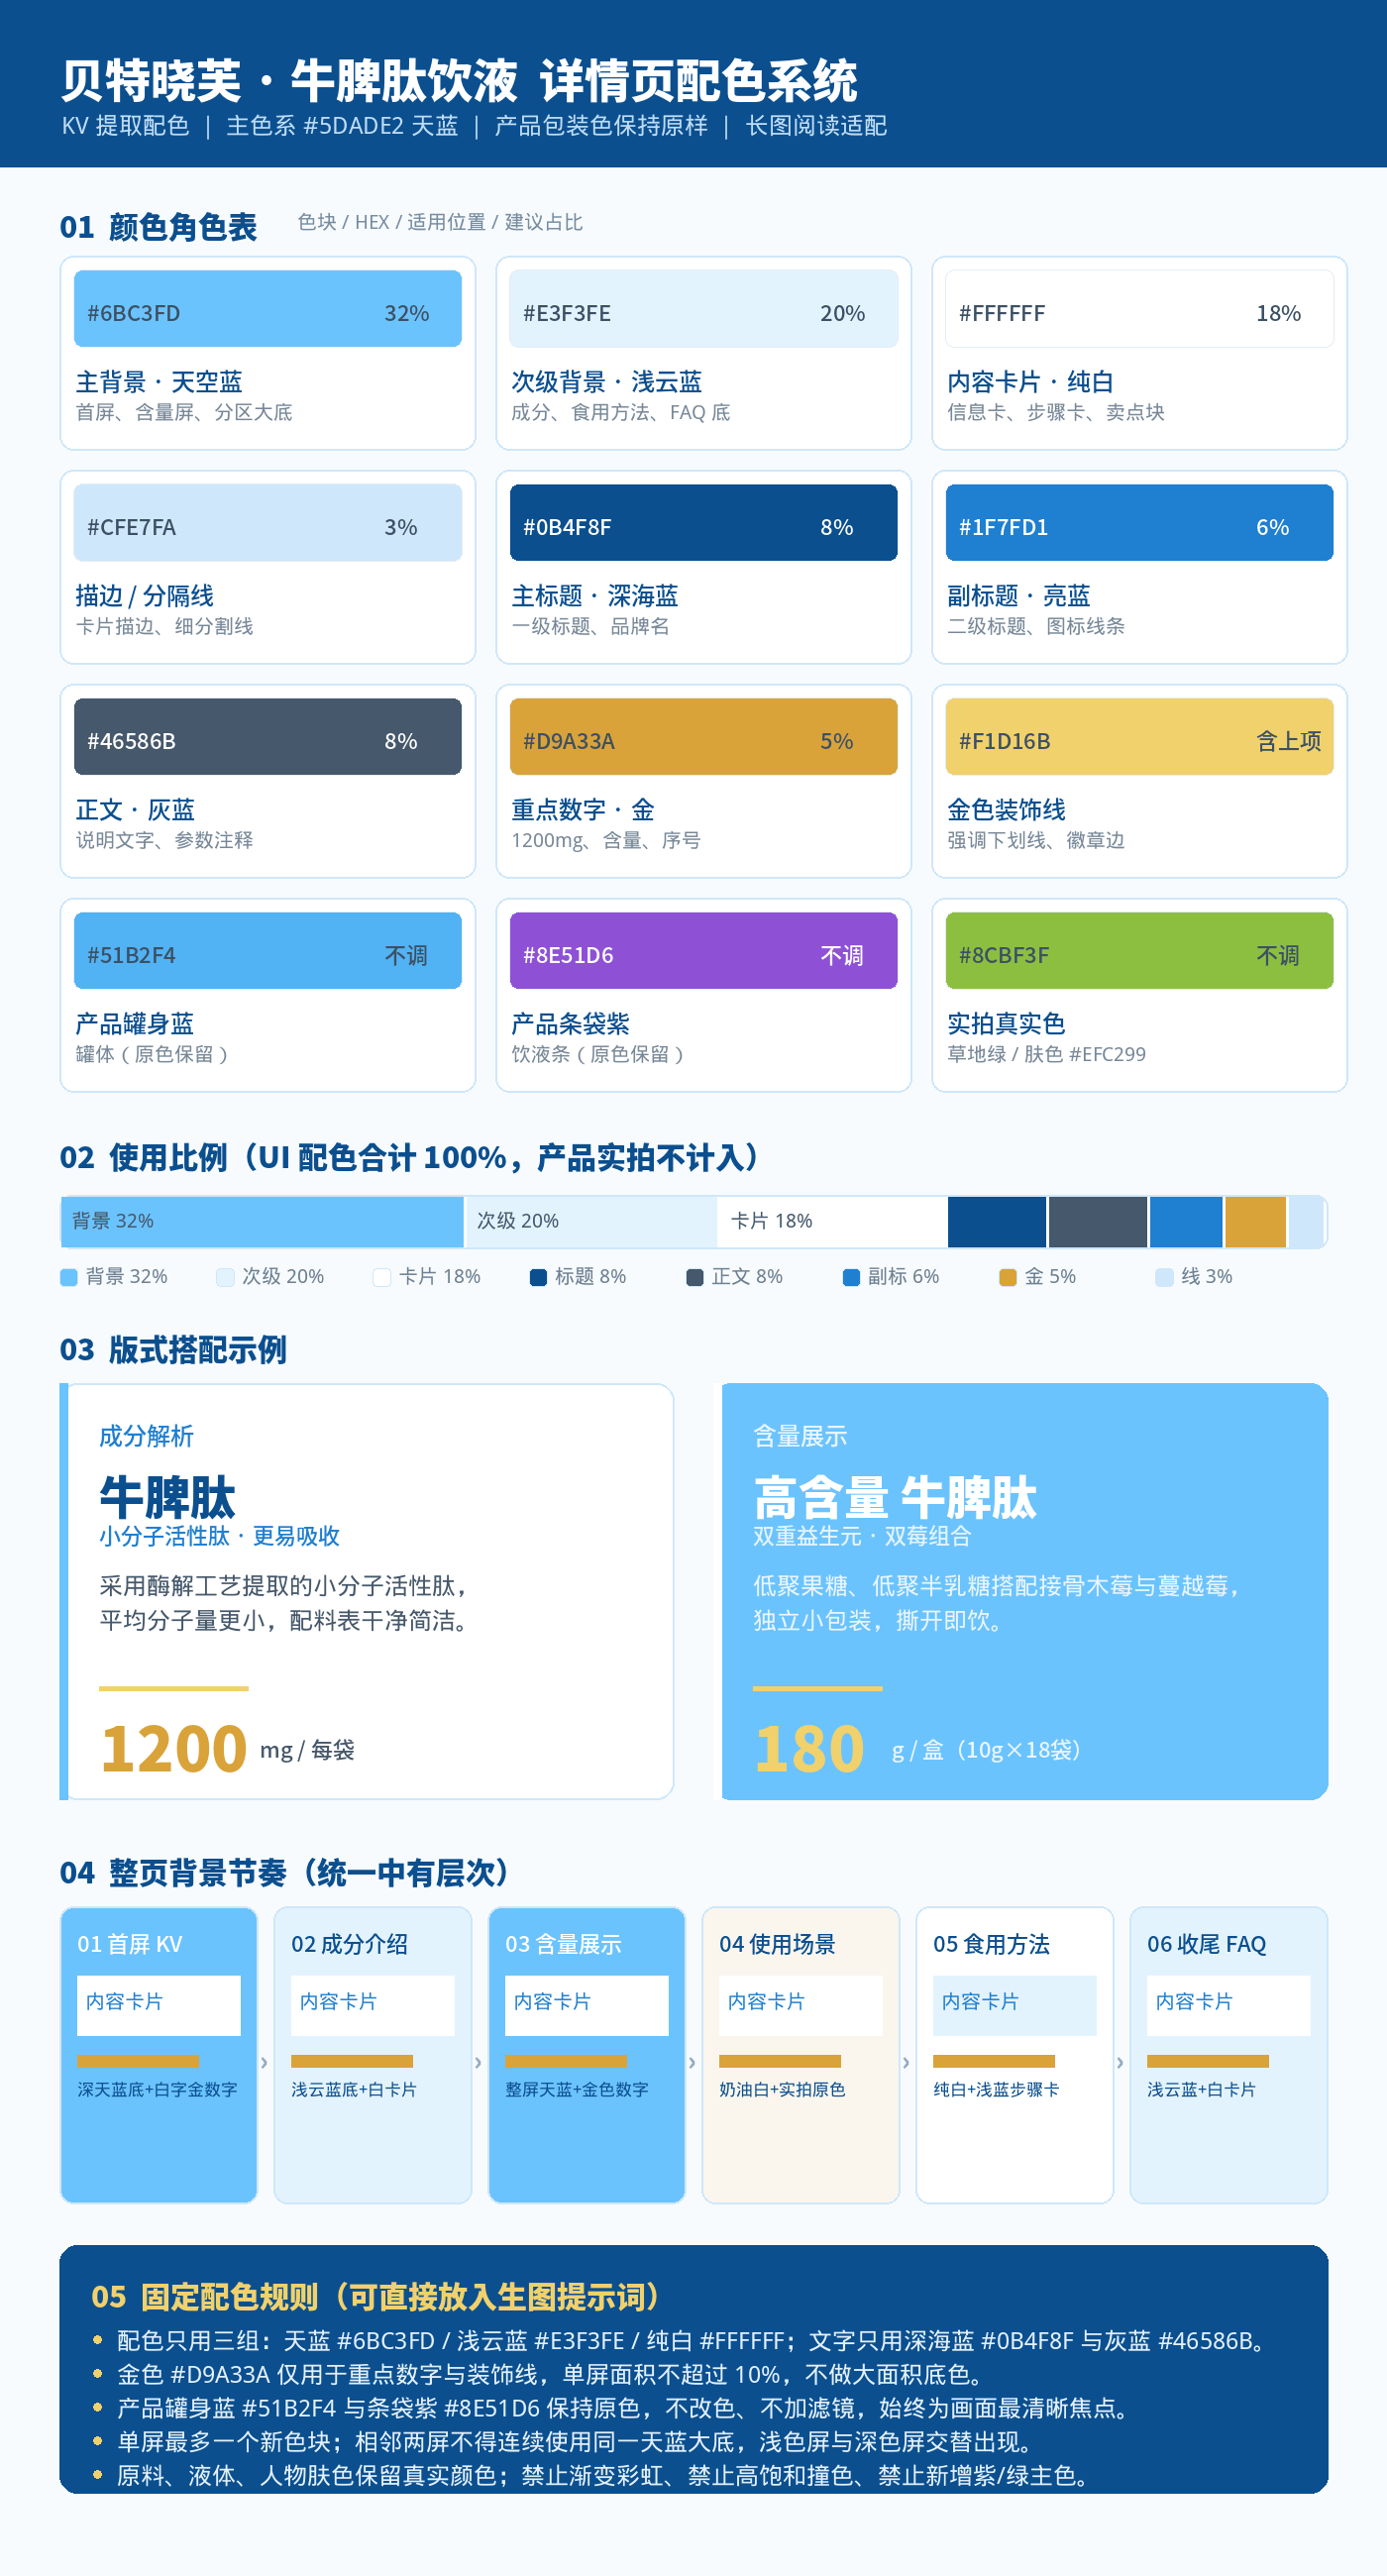 贝特晓芙 · 牛脾肽饮液 详情页配色系统
KV 提取配色 | 主色系 #5DADE2 天蓝 | 产品包装色保持原样 | 长图阅读适配
01 颜色角色表
色块 / HEX / 适用位置 / 建议占比
#6BC3FD 32%
主背景 · 天空蓝
首屏、含量屏、分区大底
#E3F3FE 20%
次级背景 · 浅云蓝
成分、食用方法、FAQ 底
#FFFFFF 18%
内容卡片 · 纯白
信息卡、步骤卡、卖点块
#CFE7FA 3%
描边 / 分隔线
卡片描边、细分割线
#0B4F8F 8%
主标题 · 深海蓝
一级标题、品牌名
#1F7FD1 6%
副标题 · 亮蓝
二级标题、图标线条
#46586B 8%
正文 · 灰蓝
说明文字、参数注释
#D9A33A 5%
重点数字 · 金
1200mg、含量、序号
#F1D16B 含上项
金色装饰线
强调下划线、徽章边
#51B2F4 不调
产品罐身蓝
罐体（原色保留）
#8E51D6 不调
产品条袋紫
饮液条（原色保留）
#8CBF3F 不调
实拍真实色
草地绿 / 肤色 #EFC299
02 使用比例（UI 配色合计 100%，产品实拍不计入）
背景 32% 次级 20% 卡片 18%
背景 32% 次级 20% 卡片 18% 标题 8% 正文 8% 副标 6% 金 5% 线 3%
03 版式搭配示例
成分解析
牛脾肽
小分子活性肽 · 更易吸收
采用酶解工艺提取的小分子活性肽，
平均分子量更小，配料表干净简洁。
1200 mg / 每袋
含量展示
高含量 牛脾肽
双重益生元 · 双莓组合
低聚果糖、低聚半乳糖搭配接骨木莓与蔓越莓，
独立小包装，撕开即饮。
180 g / 盒（10g×18袋）
04 整页背景节奏（统一中有层次）
01 首屏 KV
内容卡片
深天蓝底+白字金数字
›
02 成分介绍
内容卡片
浅云蓝底+白卡片
›
03 含量展示
内容卡片
整屏天蓝+金色数字
›
04 使用场景
内容卡片
奶油白+实拍原色
›
05 食用方法
内容卡片
纯白+浅蓝步骤卡
›
06 收尾 FAQ
内容卡片
浅云蓝+白卡片
05 固定配色规则（可直接放入生图提示词）
• 配色只用三组：天蓝 #6BC3FD / 浅云蓝 #E3F3FE / 纯白 #FFFFFF；文字只用深海蓝 #0B4F8F 与灰蓝 #46586B。
• 金色 #D9A33A 仅用于重点数字与装饰线，单屏面积不超过 10%，不做大面积底色。
• 产品罐身蓝 #51B2F4 与条袋紫 #8E51D6 保持原色，不改色、不加滤镜，始终为画面最清晰焦点。
• 单屏最多一个新色块；相邻两屏不得连续使用同一天蓝大底，浅色屏与深色屏交替出现。
• 原料、液体、人物肤色保留真实颜色；禁止渐变彩虹、禁止高饱和撞色、禁止新增紫/绿主色。